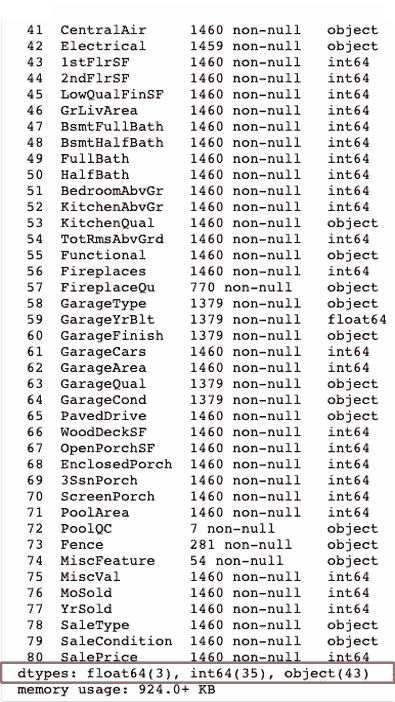 41 CentralAir 1460 non-null object
42 Electrical 1459 non-null object
43 1stFlrSF 1460 non-null int64
44 2ndFlrSF 1460 non-null int64
45 LowQualFinSF 1460 non-null int64
46 GrLivArea 1460 non-null int64
47 BsmtFullBath 1460 non-null int64
48 BsmtHalfBath 1460 non-null int64
49 FullBath 1460 non-null int64
50 HalfBath 1460 non-null int64
51 BedroomAbvGr 1460 non-null int64
52 KitchenAbvGr 1460 non-null int64
53 KitchenQual 1460 non-null object
54 TotRmsAbvGrd 1460 non-null int64
55 Functional 1460 non-null object
56 Fireplaces 1460 non-null int64
57 FireplaceQu 770 non-null object
58 GarageType 1379 non-null object
59 GarageYrBlt 1379 non-null float64
60 GarageFinish 1379 non-null object
61 GarageCars 1460 non-null int64
62 GarageArea 1460 non-null int64
63 GarageQual 1379 non-null object
64 GarageCond 1379 non-null object
65 PavedDrive 1460 non-null object
66 WoodDeckSF 1460 non-null int64
67 OpenPorchSF 1460 non-null int64
68 EnclosedPorch 1460 non-null int64
69 3SsnPorch 1460 non-null int64
70 ScreenPorch 1460 non-null int64
71 PoolArea 1460 non-null int64
72 PoolQC 7 non-null object
73 Fence 281 non-null object
74 MiscFeature 54 non-null object
75 MiscVal 1460 non-null int64
76 MoSold 1460 non-null int64
77 YrSold 1460 non-null int64
78 SaleType 1460 non-null object
79 SaleCondition 1460 non-null object
80 SalePrice 1460 non-null int64
dtypes: float64(3), int64(35), object(43)
memory usage: 924.0+ KB